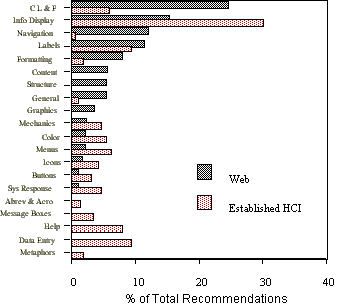 C L & F
Info Display
Navigation
Labels
Formatting
Content
Structure
General
Graphics
Mechanics
Color
Menus
Icons
Buttons
Sys Response
Abrev & Acro
Message Boxes
Help
Data Entry
Metaphors
Web
Established HCI
0 10 20 30 40
% of Total Recommendations